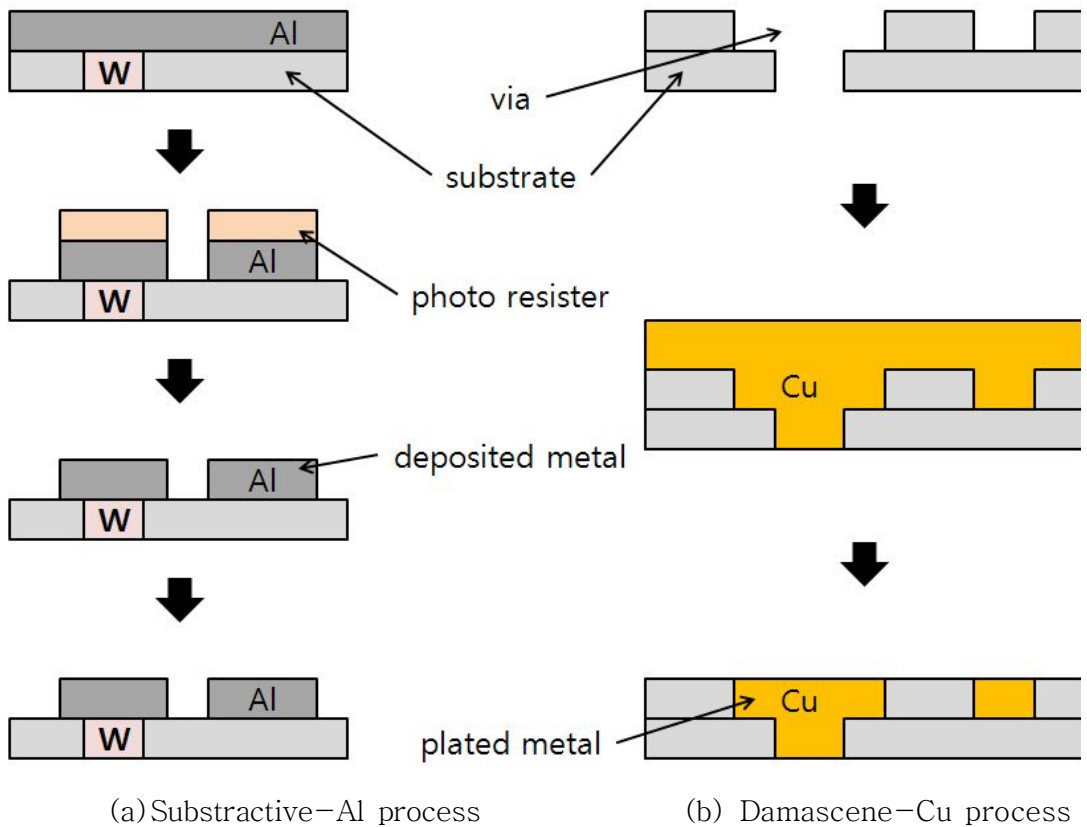 Al
W
via
substrate
Al
W
photo resister
Cu
deposited metal
Al
W
Al
W
Cu
plated metal
(a)Substractive-Al process
(b) Damascene-Cu process